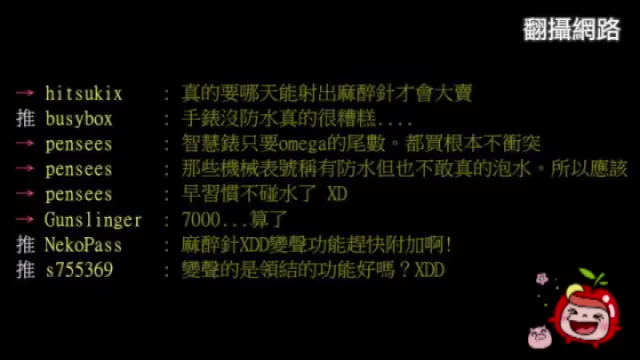 翻攝網路
→ hitsukix : 真的要哪天能射出麻醉針才會大賣
推 busybox : 手錶沒防水真的很糟糕....
→ pensees : 智慧錶只要omega的尾數。都買根本不衝突
→ pensees : 那些機械表號稱有防水但也不敢真的泡水。所以應該
→ pensees : 早習慣不碰水了 XD
→ Gunslinger : 7000...算了
推 NekoPass : 麻醉針XDD變聲功能趕快附加啊!
推 s755369 : 變聲的是領結的功能好嗎？XDD